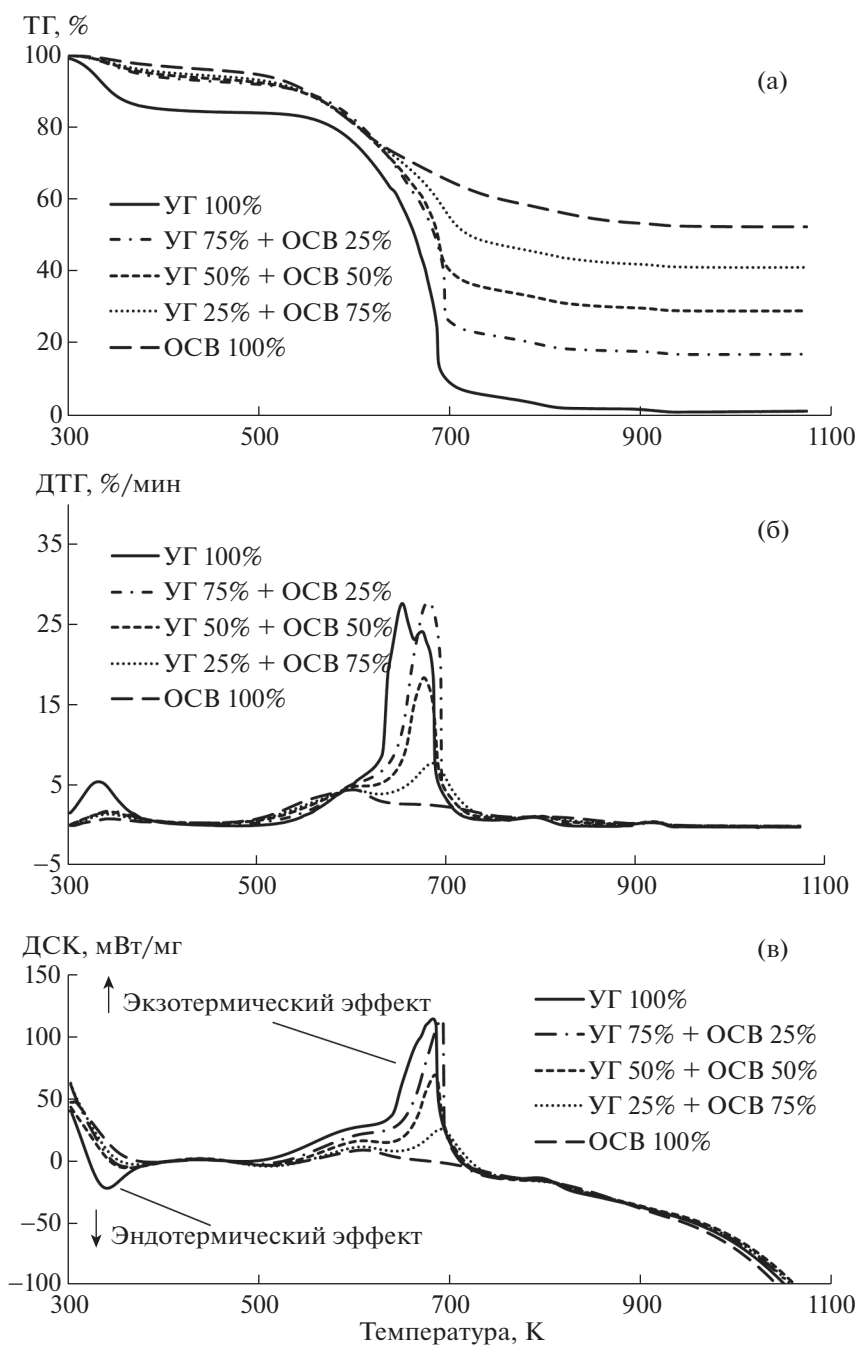 ТГ, %
100
(а)
80
60
УГ 100%
УГ 75% + ОСВ 25%
40
УГ 50% + ОСВ 50%
УГ 25% + ОСВ 75%
20
ОСВ 100%
0
300 500 700 900 1100
ДТГ, %/мин
(б)
35
УГ 100%
УГ 75% + ОСВ 25%
25
УГ 50% + ОСВ 50%
УГ 25% + ОСВ 75%
15
ОСВ 100%
5
–5
300 500 700 900 1100
ДСК, мВт/мг
(в)
150
Экзотермический эффект
УГ 100%
100
УГ 75% + ОСВ 25%
УГ 50% + ОСВ 50%
50
УГ 25% + ОСВ 75%
ОСВ 100%
0
–50
Эндотермический эффект
–100
300 500 700 900 1100
Температура, К